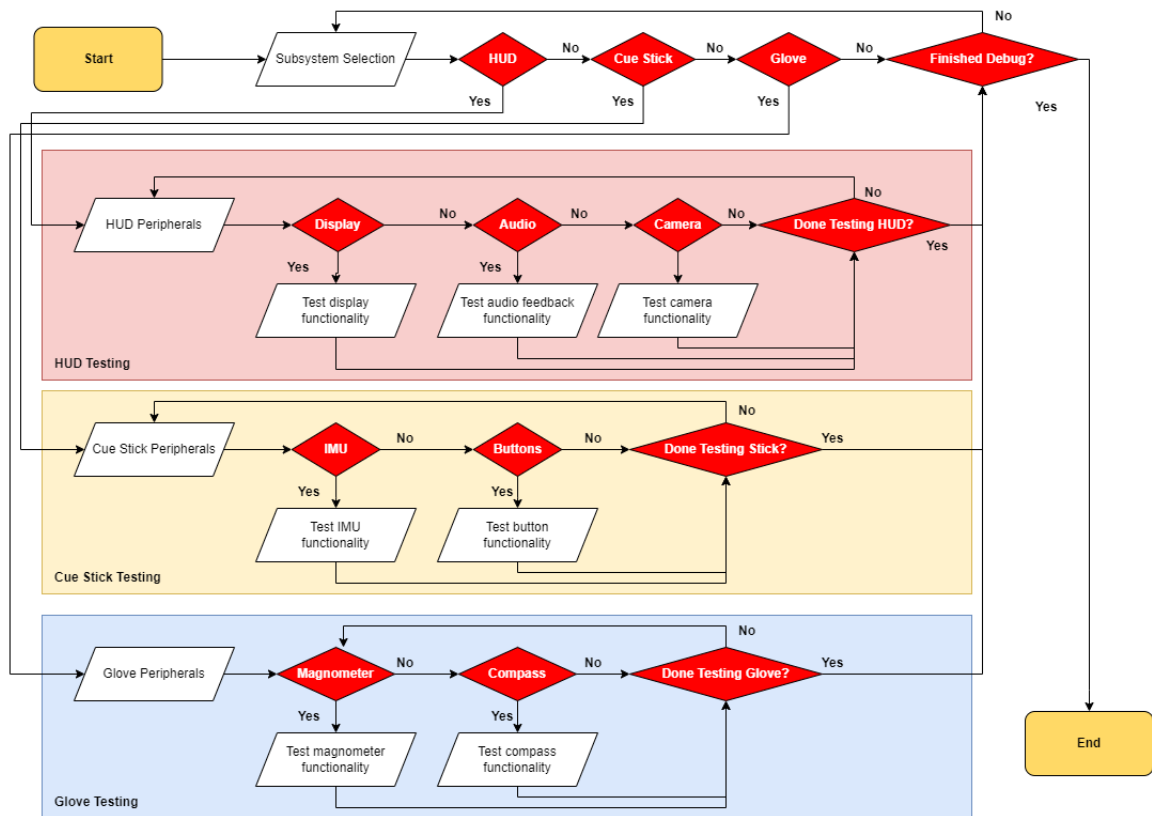 No
Start
Subsystem Selection
HUD
No
Cue Stick
No
Glove
No
Finished Debug?
Yes
Yes
Yes
Yes
No
HUD Peripherals
Display
No
Audio
No
Camera
No
Done Testing HUD?
Yes
Yes
Yes
Test display
functionality
Test audio feedback
functionality
Test camera
functionality
HUD Testing
No
Cue Stick Peripherals
IMU
No
Buttons
No
Done Testing Stick?
Yes
Yes
Yes
Test IMU
functionality
Test button
functionality
Cue Stick Testing
No
Glove Peripherals
Magnometer
No
Compass
No
Done Testing Glove?
Yes
Yes
Yes
Test magnometer
functionality
Test compass
functionality
End
Glove Testing